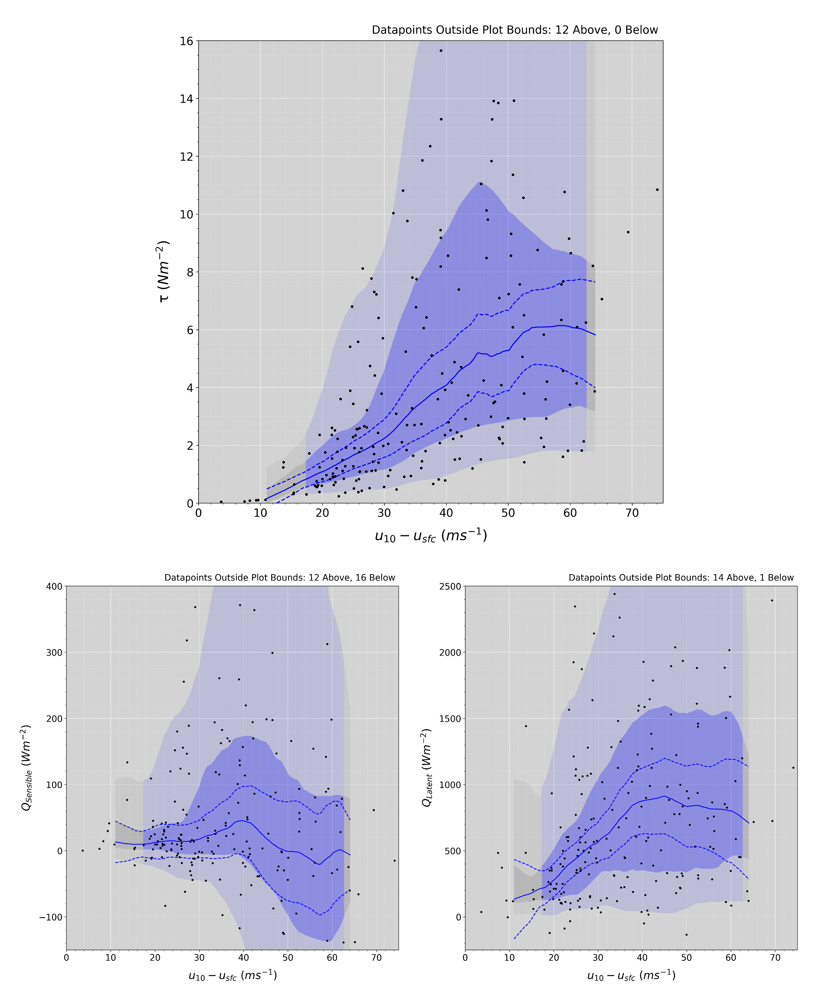 Datapoints Outside Plot Bounds: 12 Above, 0 Below
16
14
12
10
8
6
4
2
0
τ (Nm⁻²)
0 10 20 30 40 50 60 70
u₁₀ − u_sfc (ms⁻¹)
Datapoints Outside Plot Bounds: 12 Above, 16 Below
400
300
200
100
0
−100
Q_Sensible (Wm⁻²)
0 10 20 30 40 50 60 70
u₁₀ − u_sfc (ms⁻¹)
Datapoints Outside Plot Bounds: 14 Above, 1 Below
2500
2000
1500
1000
500
0
Q_Latent (Wm⁻²)
0 10 20 30 40 50 60 70
u₁₀ − u_sfc (ms⁻¹)